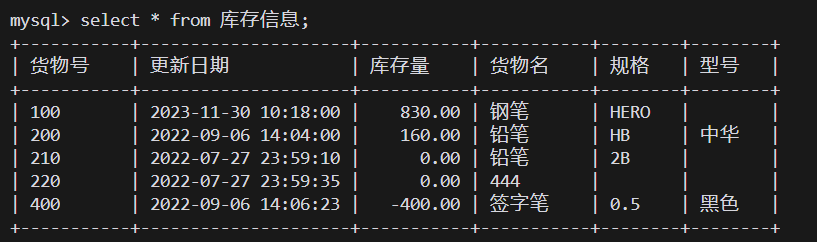 mysql> select * from 库存信息;
+-----------+---------------------+-----------+-----------+--------+--------+
| 货物号 | 更新日期 | 库存量 | 货物名 | 规格 | 型号 |
+-----------+---------------------+-----------+-----------+--------+--------+
| 100 | 2023-11-30 10:18:00 | 830.00 | 钢笔 | HERO | |
| 200 | 2022-09-06 14:04:00 | 160.00 | 铅笔 | HB | 中华 |
| 210 | 2022-07-27 23:59:10 | 0.00 | 铅笔 | 2B | |
| 220 | 2022-07-27 23:59:35 | 0.00 | 444 | | |
| 400 | 2022-09-06 14:06:23 | -400.00 | 签字笔 | 0.5 | 黑色 |
+-----------+---------------------+-----------+-----------+--------+--------+